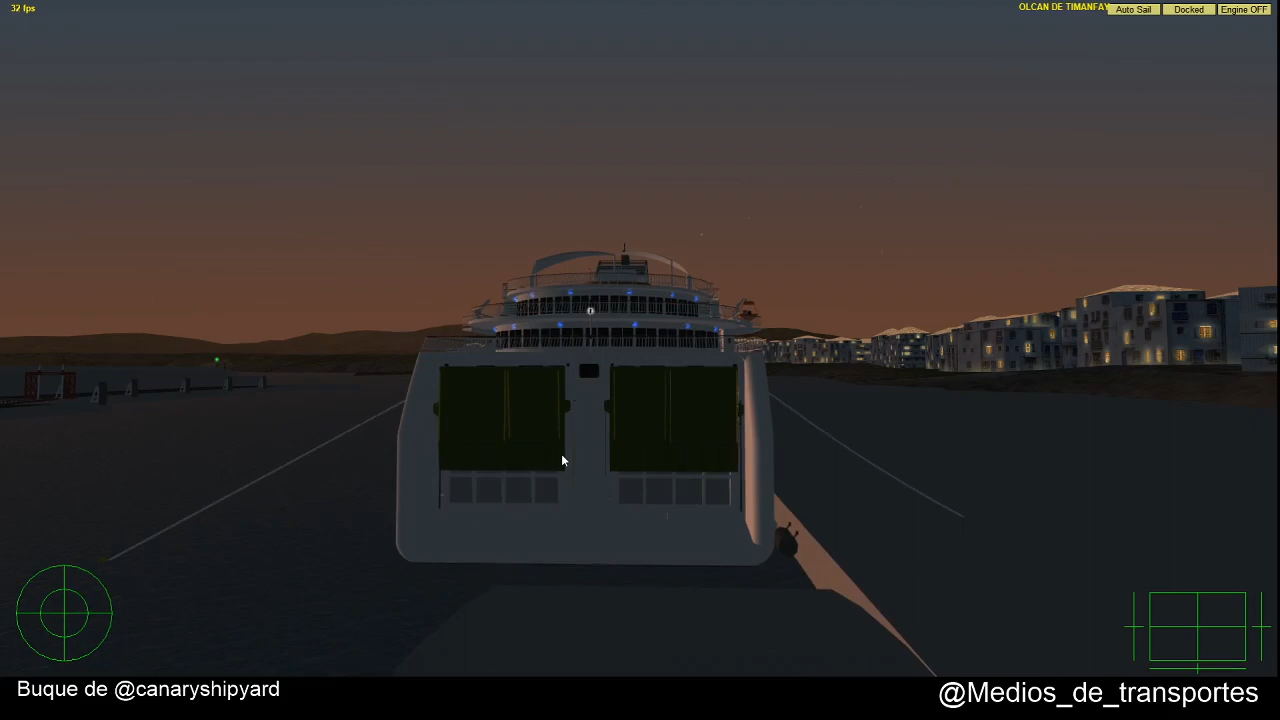 32 fps
OLCAN DE TIMANFAY
Auto Sail
Docked
Engine OFF
Buque de @canaryshipyard
@Medios_de_transportes